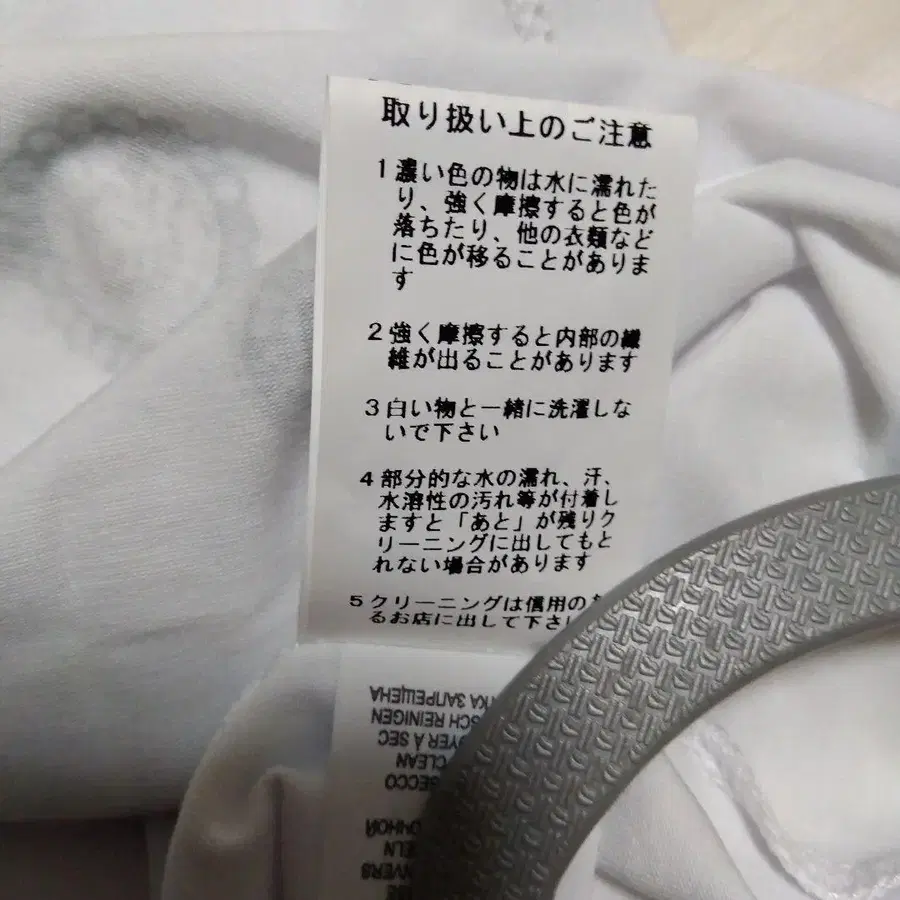 取り扱い上のご注意
1 濃い色の物は水に濡れた
り、強く摩擦すると色が
落ちたり、他の衣類など
に色が移ることがありま
す
2 強く摩擦すると内部の繊
維が出ることがあります
3 白い物と一緒に洗濯しな
いで下さい
4 部分的な水の濡れ、汗、
水溶性の汚れ等が付着し
ますと「あと」が残りク
リーニングに出してもと
れない場合があります
5 クリーニングは信用のあ
るお店に出して下さい
SECCO
CLEAN
À SEC
REINIGEN
ЗАПРЕЩЕНА